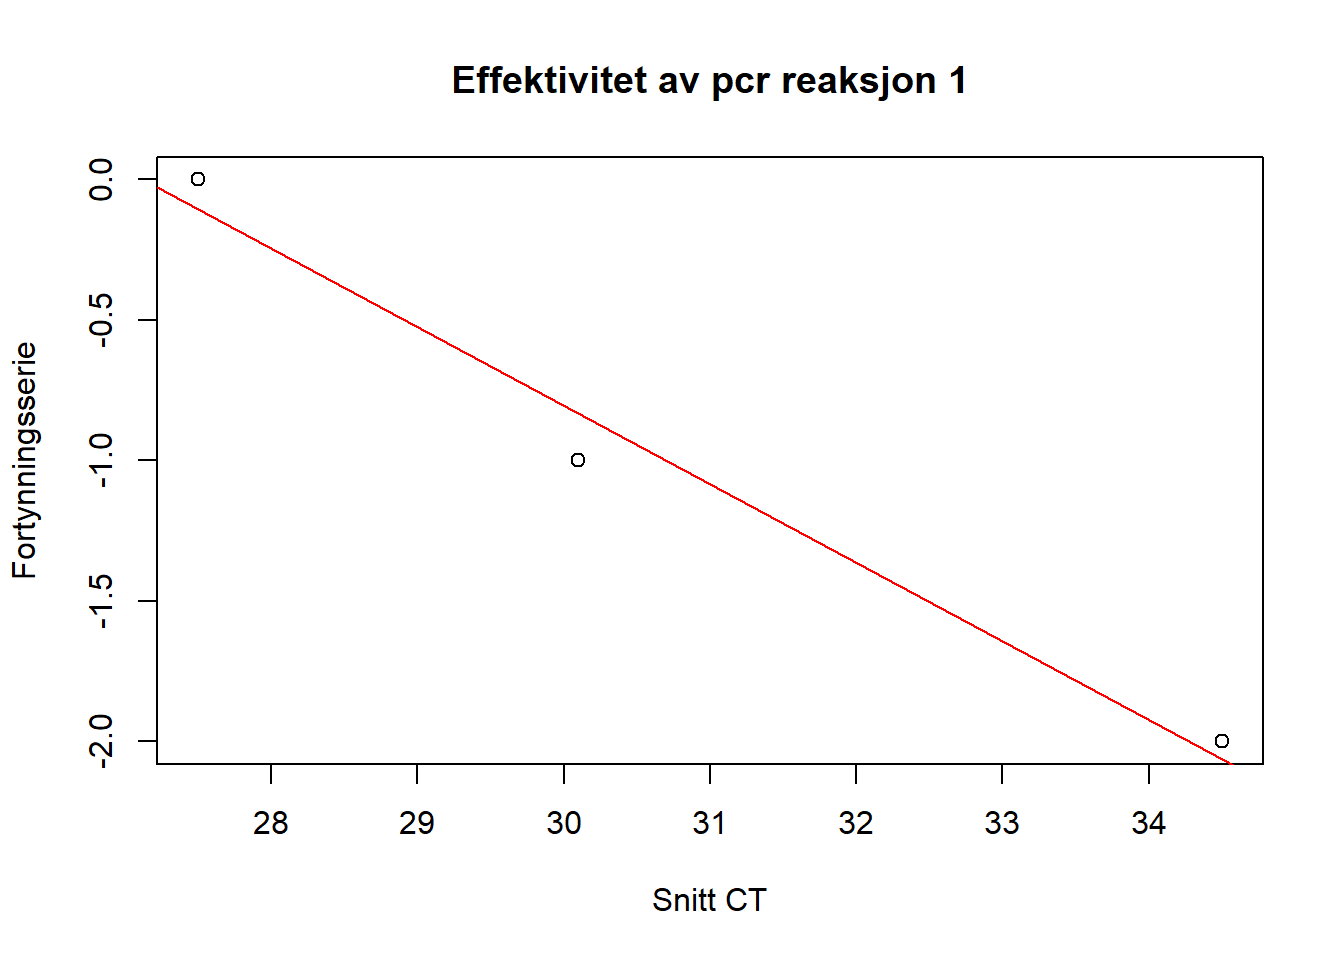 Effektivitet av pcr reaksjon 1
Fortynningsserie
0.0
-0.5
-1.0
-1.5
-2.0
28 29 30 31 32 33 34
Snitt CT